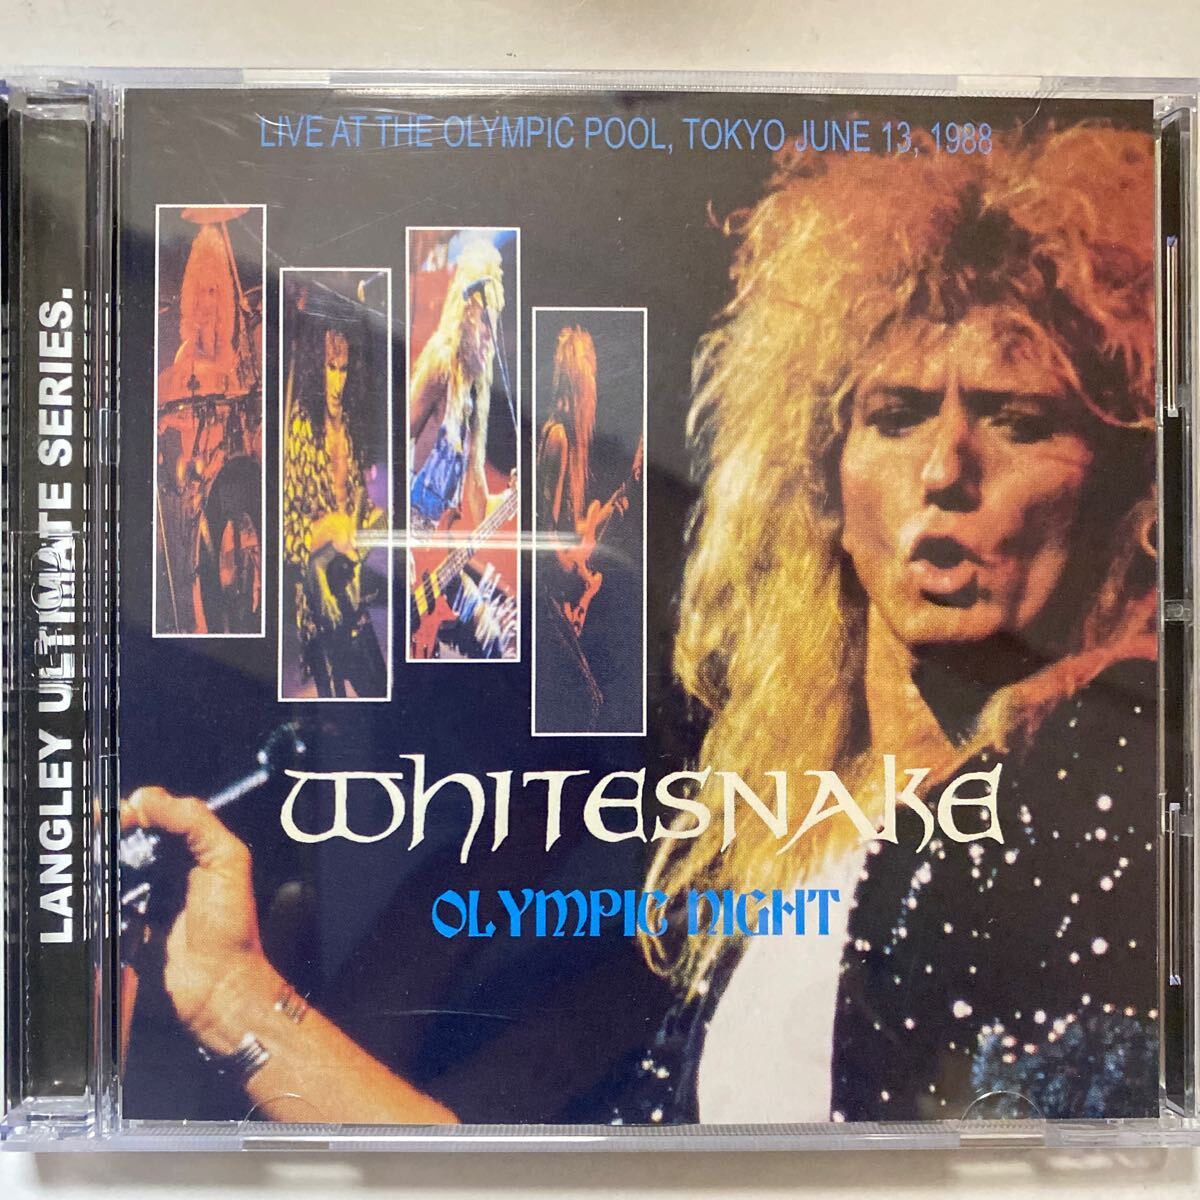 LIVE AT THE OLYMPIC POOL, TOKYO JUNE 13, 1988
WHITESNAKE
OLYMPIC NIGHT
LANGLEY ULTIMATE SERIES.